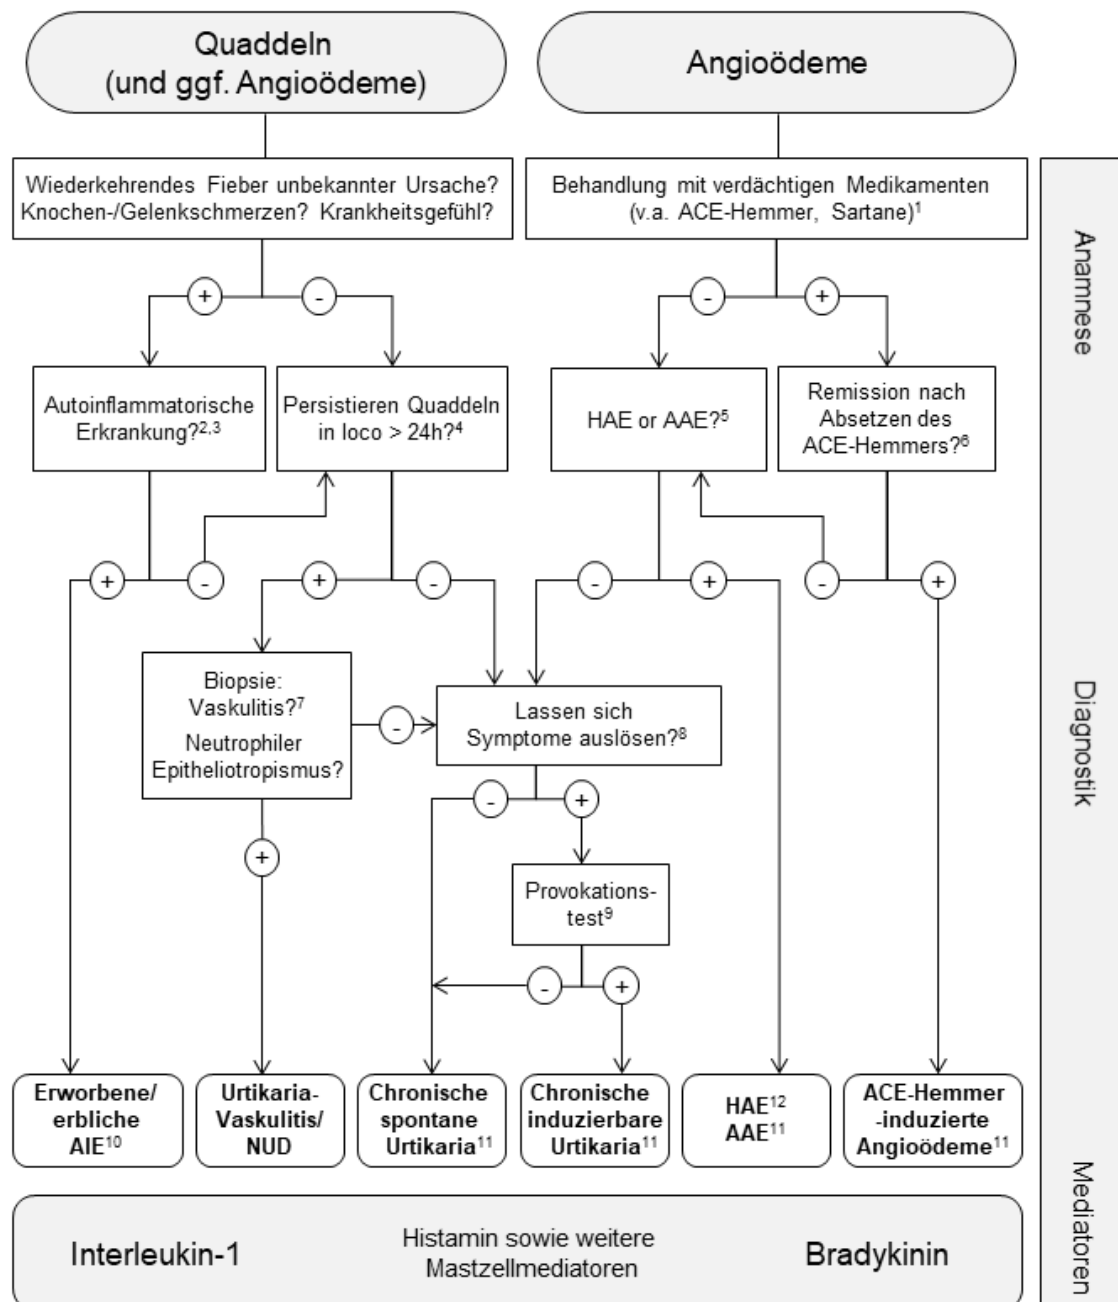 Quaddeln
(und ggf. Angioödeme)
Angioödeme
Wiederkehrendes Fieber unbekannter Ursache?
Knochen-/Gelenkschmerzen? Krankheitsgefühl?
Behandlung mit verdächtigen Medikamenten
(v.a. ACE-Hemmer, Sartane)¹
Anamnese
+
-
-
+
Autoinflammatorische
Erkrankung?²,³
Persistieren Quaddeln
in loco > 24h?⁴
HAE or AAE?⁵
Remission nach
Absetzen des
ACE-Hemmers?⁶
+
-
+
-
-
+
-
+
Biopsie:
Vaskulitis?⁷
Neutrophiler
Epitheliotropismus?
-
Lassen sich
Symptome auslösen?⁸
Diagnostik
-
+
+
Provokations-
test⁹
-
+
Erworbene/
erbliche
AIE¹⁰
Urtikaria-
Vaskulitis/
NUD
Chronische
spontane
Urtikaria¹¹
Chronische
induzierbare
Urtikaria¹¹
HAE¹²
AAE¹¹
ACE-Hemmer
-induzierte
Angioödeme¹¹
Interleukin-1
Histamin sowie weitere
Mastzellmediatoren
Bradykinin
Mediatoren